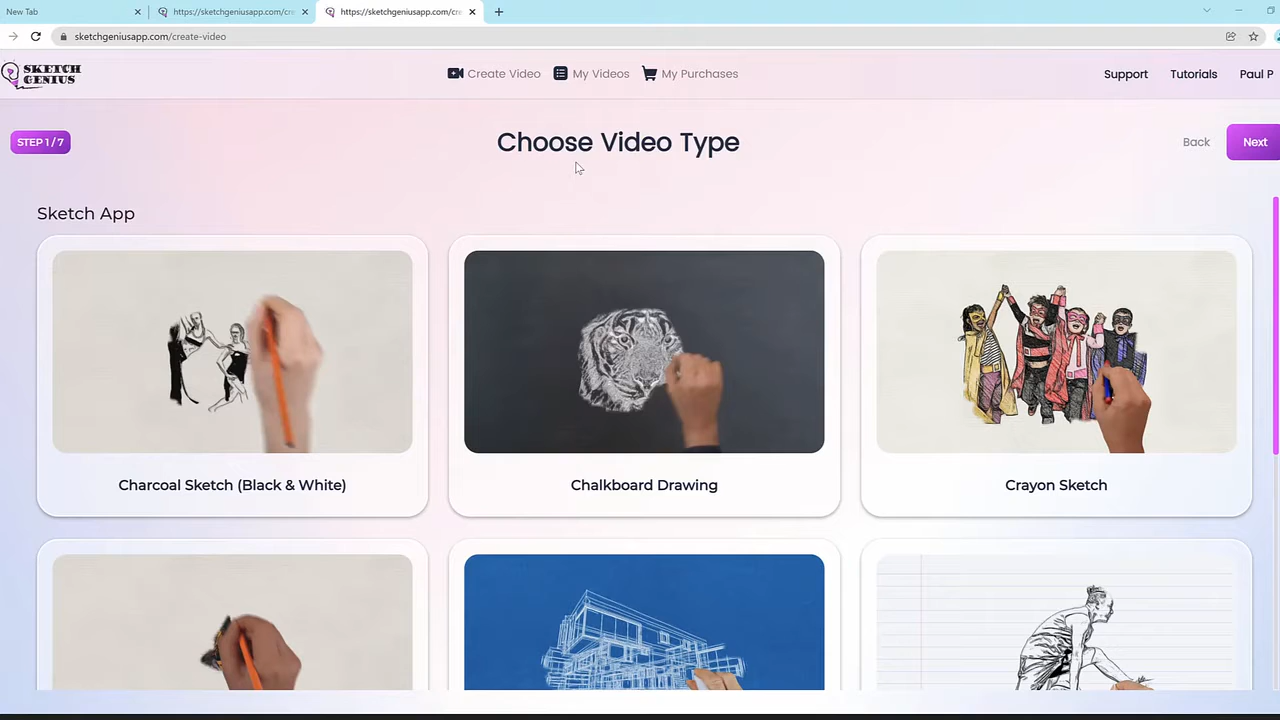 New Tab
https://sketchgeniusapp.com/cre
https://sketchgeniusapp.com/cre
sketchgeniusapp.com/create-video
SKETCH
GENIUS
Create Video
My Videos
My Purchases
Support
Tutorials
Paul P
STEP 1 / 7
Choose Video Type
Back
Next
Sketch App
Charcoal Sketch (Black & White)
Chalkboard Drawing
Crayon Sketch